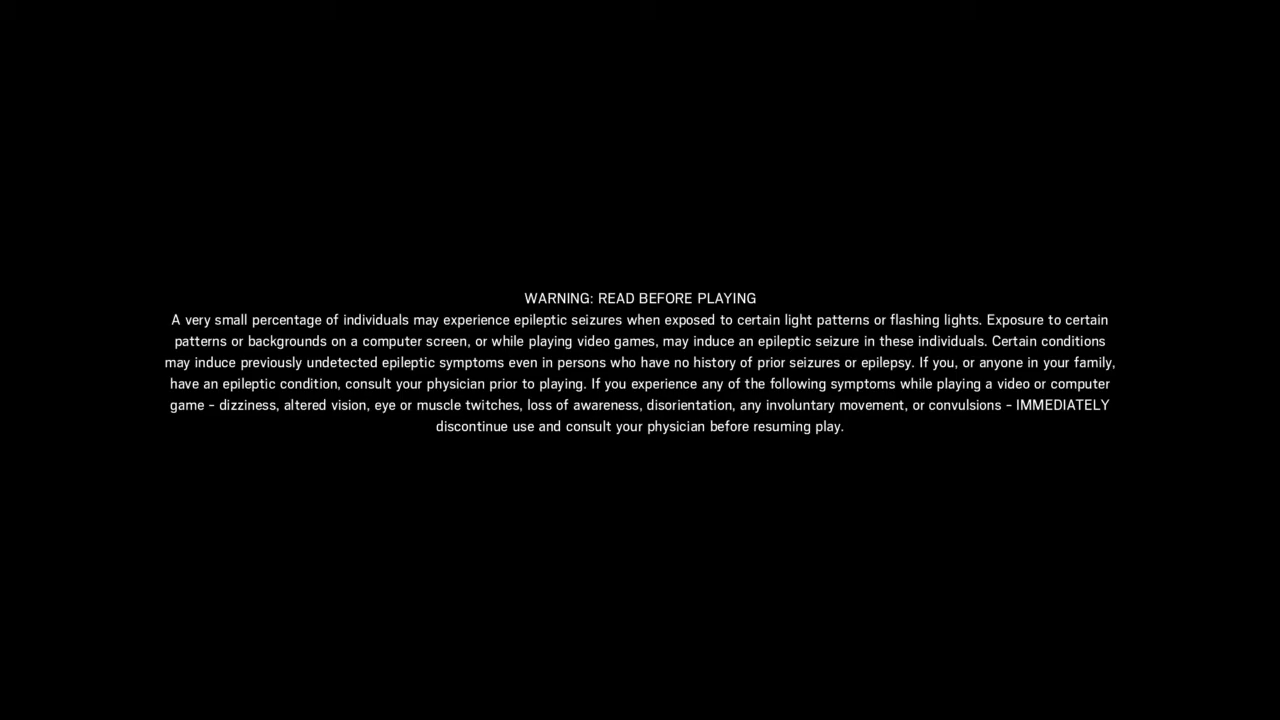 WARNING: READ BEFORE PLAYING
A very small percentage of individuals may experience epileptic seizures when exposed to certain light patterns or flashing lights. Exposure to certain
patterns or backgrounds on a computer screen, or while playing video games, may induce an epileptic seizure in these individuals. Certain conditions
may induce previously undetected epileptic symptoms even in persons who have no history of prior seizures or epilepsy. If you, or anyone in your family,
have an epileptic condition, consult your physician prior to playing. If you experience any of the following symptoms while playing a video or computer
game - dizziness, altered vision, eye or muscle twitches, loss of awareness, disorientation, any involuntary movement, or convulsions - IMMEDIATELY
discontinue use and consult your physician before resuming play.